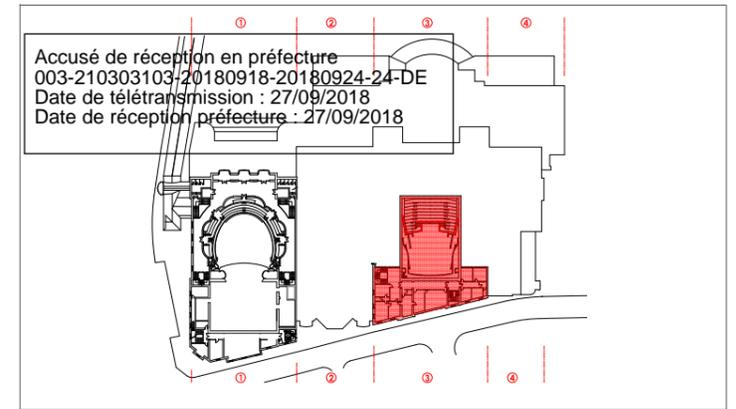 ① ② ③ ④
Accusé de réception en préfecture
003-210303103-20180918-20180924-24-DE
Date de télétransmission : 27/09/2018
Date de réception préfecture : 27/09/2018
① ② ③ ④